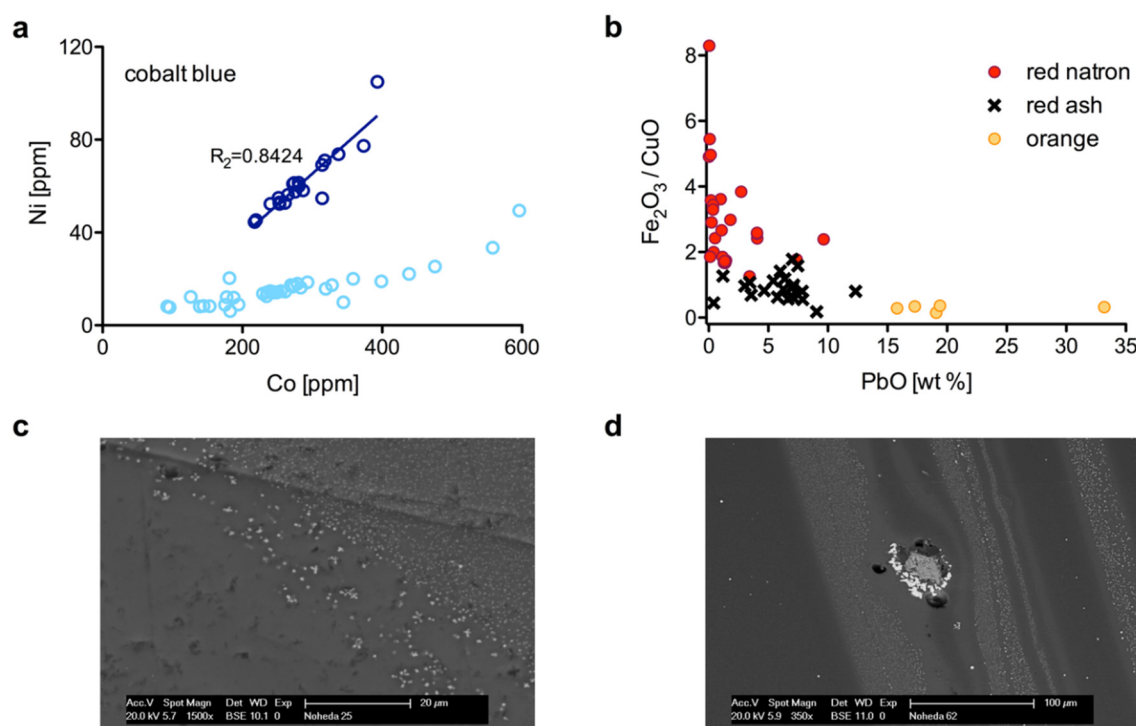 a
120
80
40
0
Ni [ppm]
cobalt blue
R₂=0.8424
0 200 400 600
Co [ppm]
b
8
6
4
2
0
Fe₂O₃ / CuO
red natron
red ash
orange
0 5 10 15 20 25 30 35
PbO [wt %]
c
Acc.V Spot Magn Det WD Exp 20 µm
20.0 kV 5.7 1500x BSE 10.1 0 Noheda 25
d
Acc.V Spot Magn Det WD Exp 100 µm
20.0 kV 5.9 350x BSE 11.0 0 Noheda 62